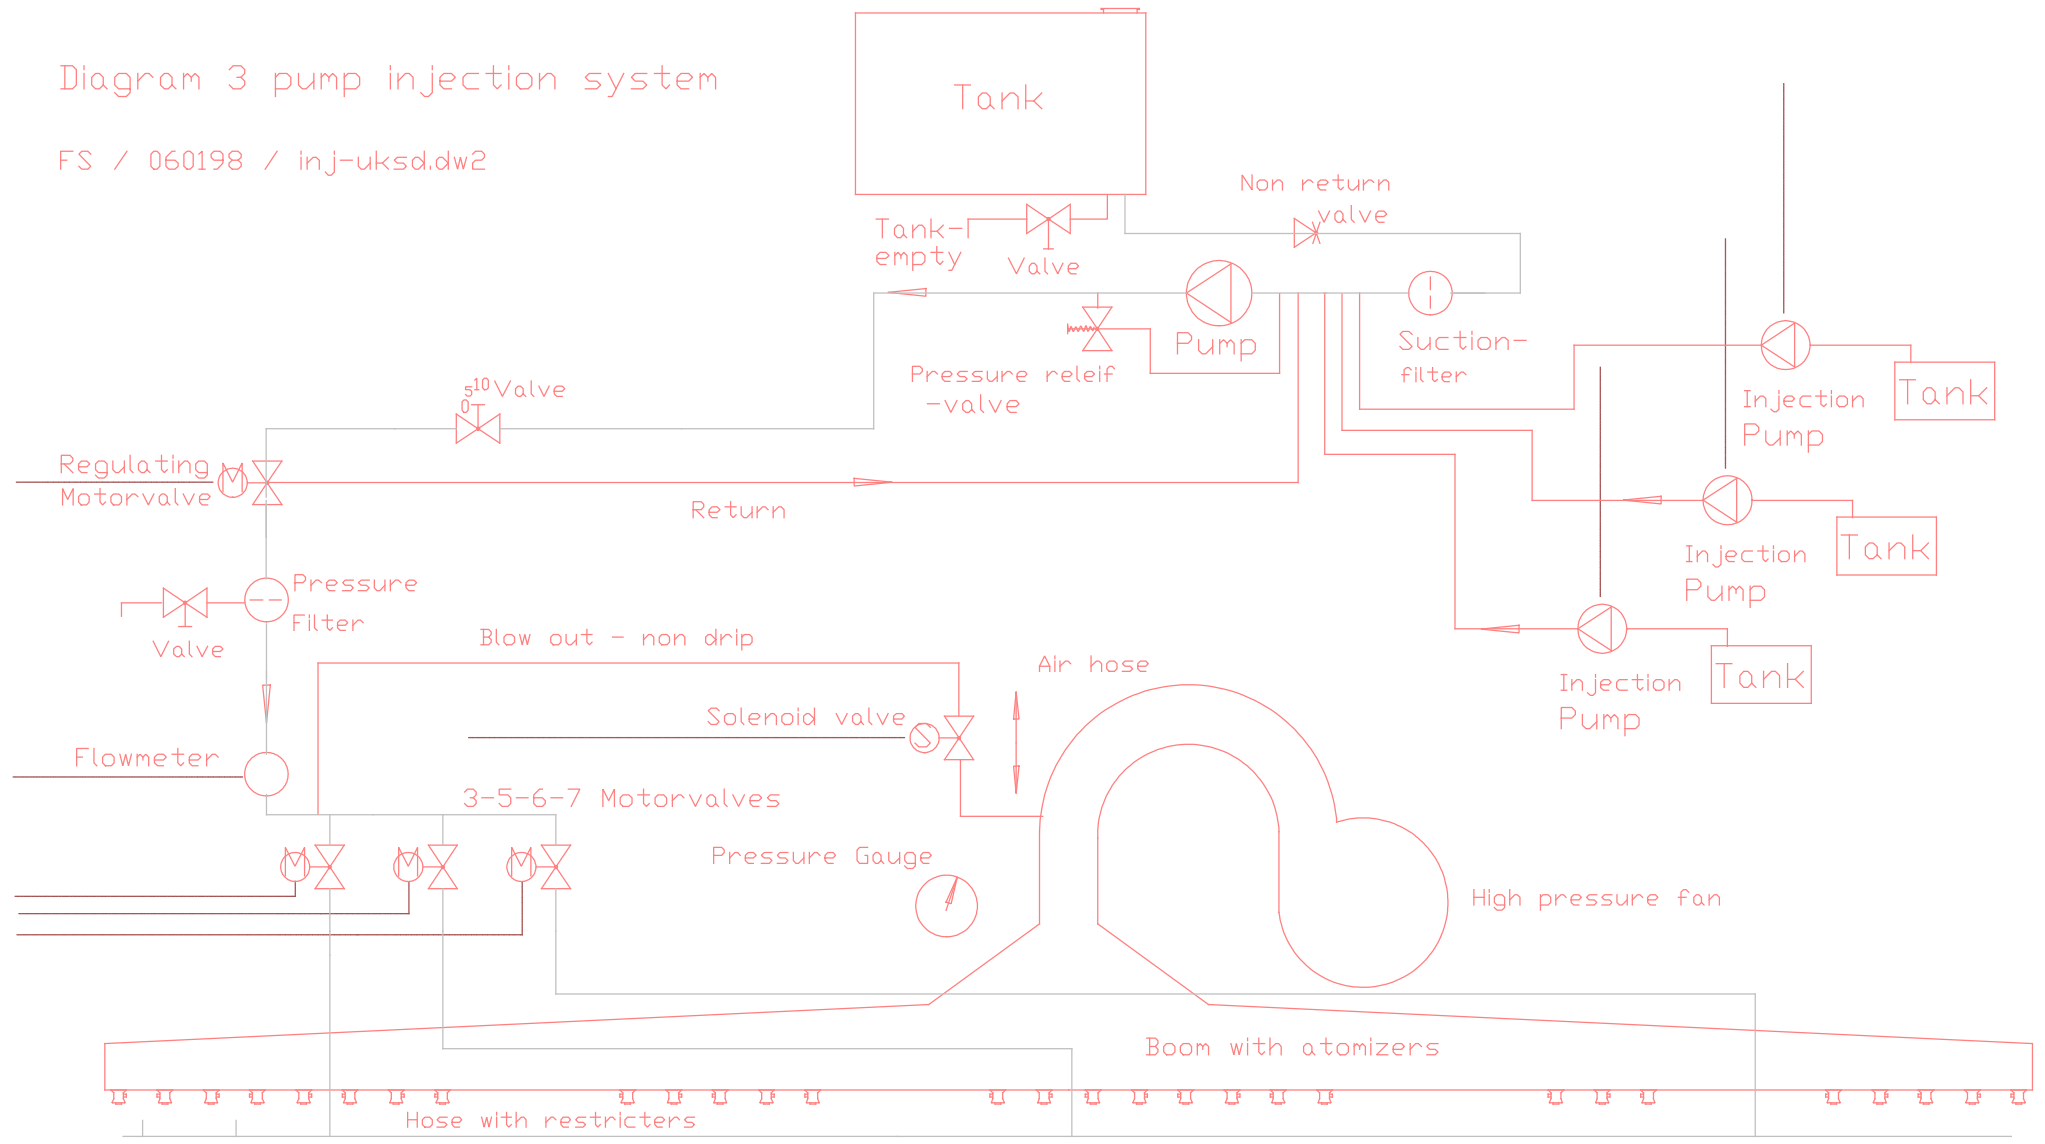 Diagram 3 pump injection system
FS / 060198 / inj-uksd.dw2
Tank
Non return
valve
Tank-
empty
Valve
Pump
Suction-
filter
Pressure releif
-valve
Injection
Pump
Tank
0 5 10 Valve
Regulating
Motorvalve
Return
Injection
Pump
Tank
Pressure
Filter
Valve
Blow out - non drip
Air hose
Injection
Pump
Tank
Solenoid valve
Flowmeter
3-5-6-7 Motorvalves
Pressure Gauge
High pressure fan
Boom with atomizers
Hose with restricters